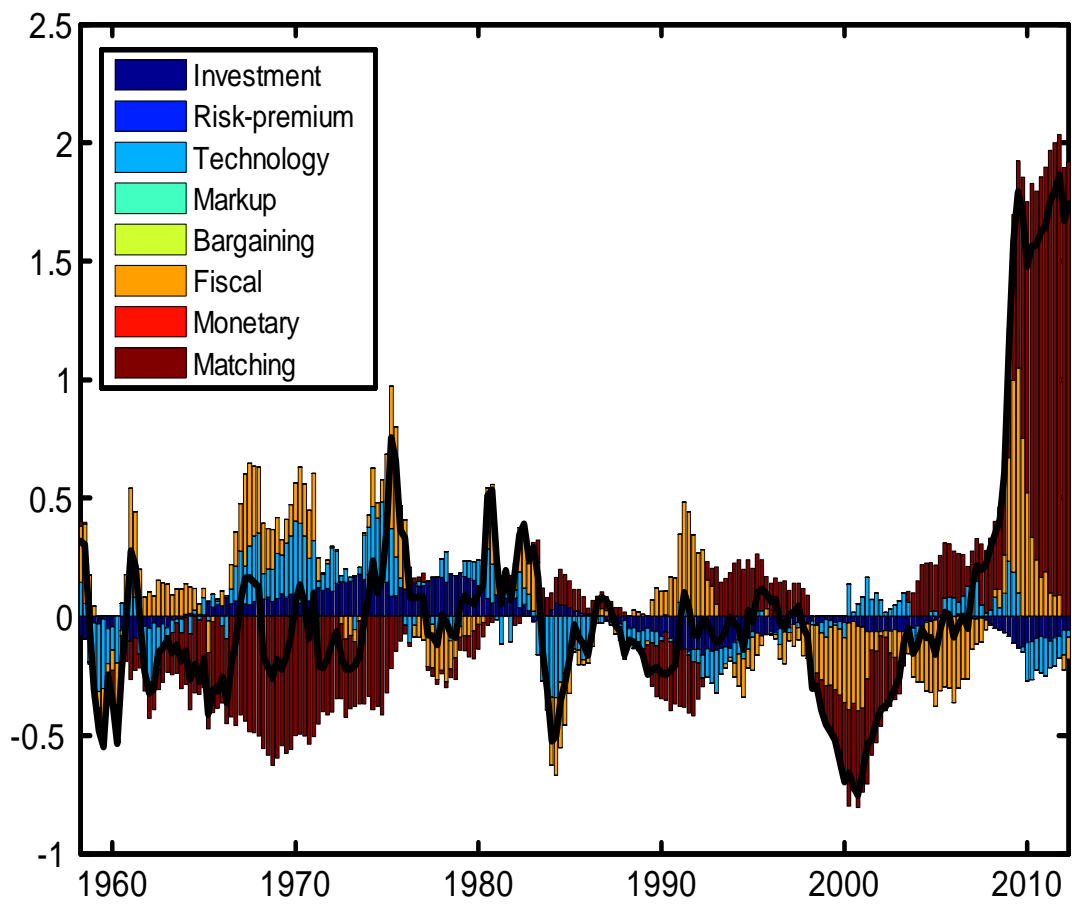 2.5
2
1.5
1
0.5
0
-0.5
-1
Investment
Risk-premium
Technology
Markup
Bargaining
Fiscal
Monetary
Matching
1960 1970 1980 1990 2000 2010